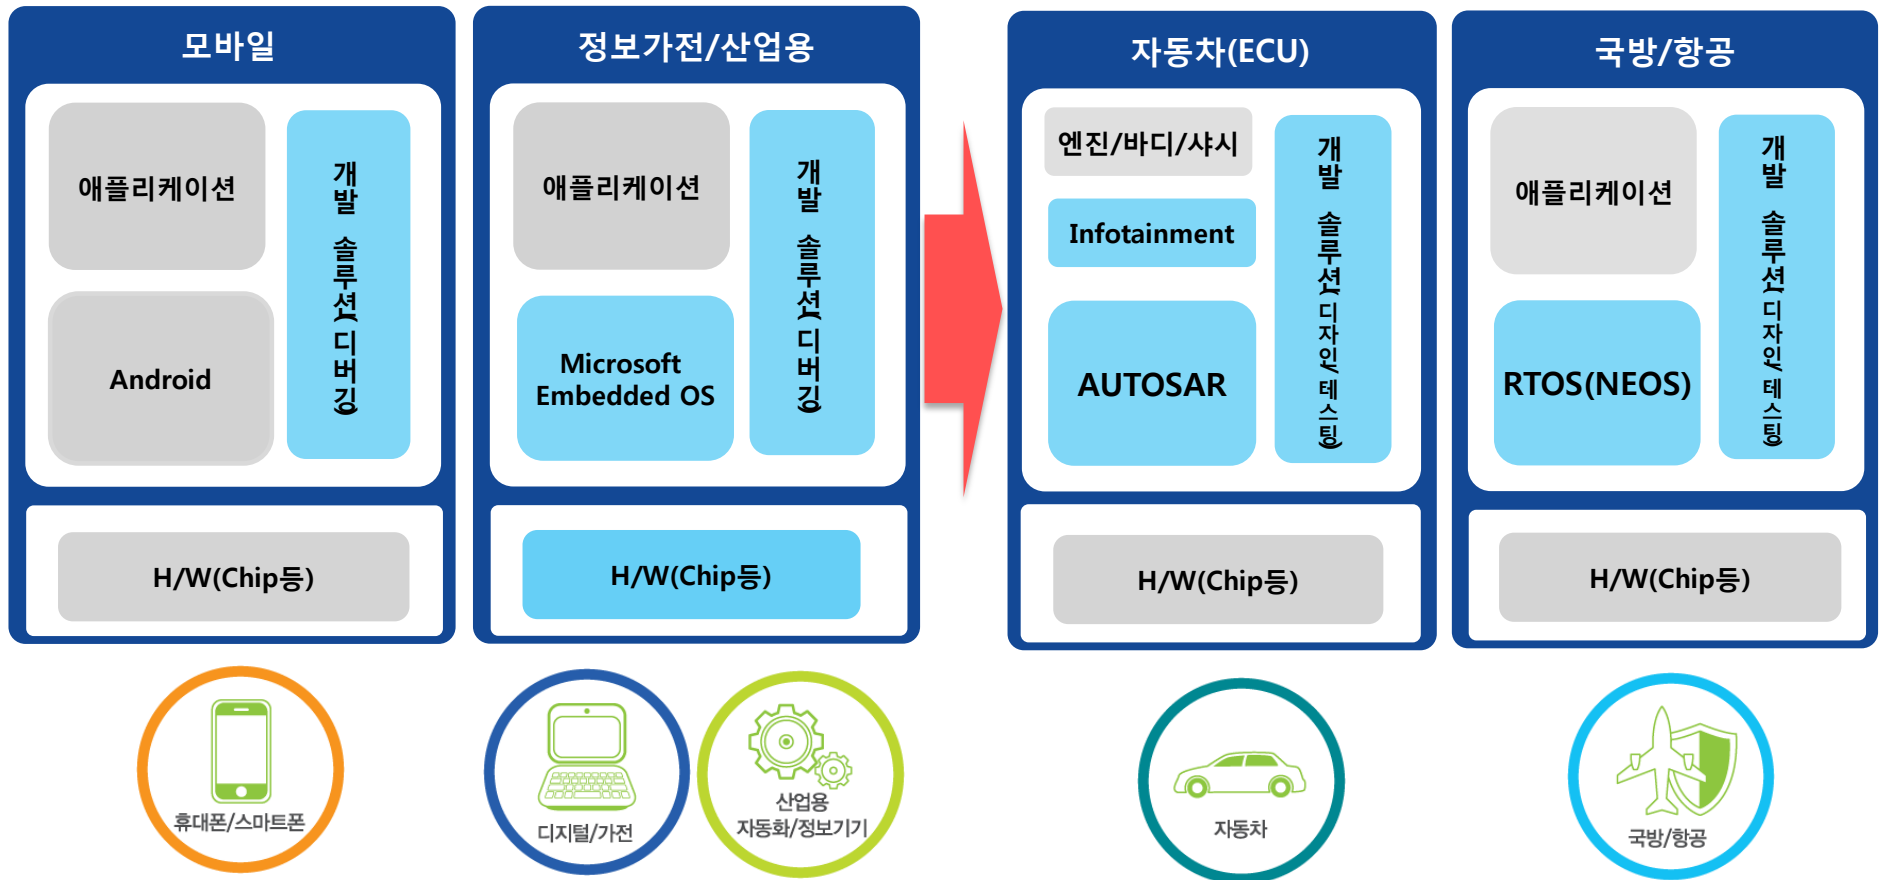 모바일
애플리케이션
개발 솔루션(디버깅)
Android
H/W(Chip등)
정보가전/산업용
애플리케이션
개발 솔루션(디버깅)
Microsoft
Embedded OS
H/W(Chip등)
자동차(ECU)
엔진/바디/샤시
Infotainment
AUTOSAR
개발 솔루션(디자인/테스팅)
H/W(Chip등)
국방/항공
애플리케이션
RTOS(NEOS)
개발 솔루션(디자인/테스팅)
H/W(Chip등)
휴대폰/스마트폰
디지털/가전
산업용
자동화/정보기기
자동차
국방/항공